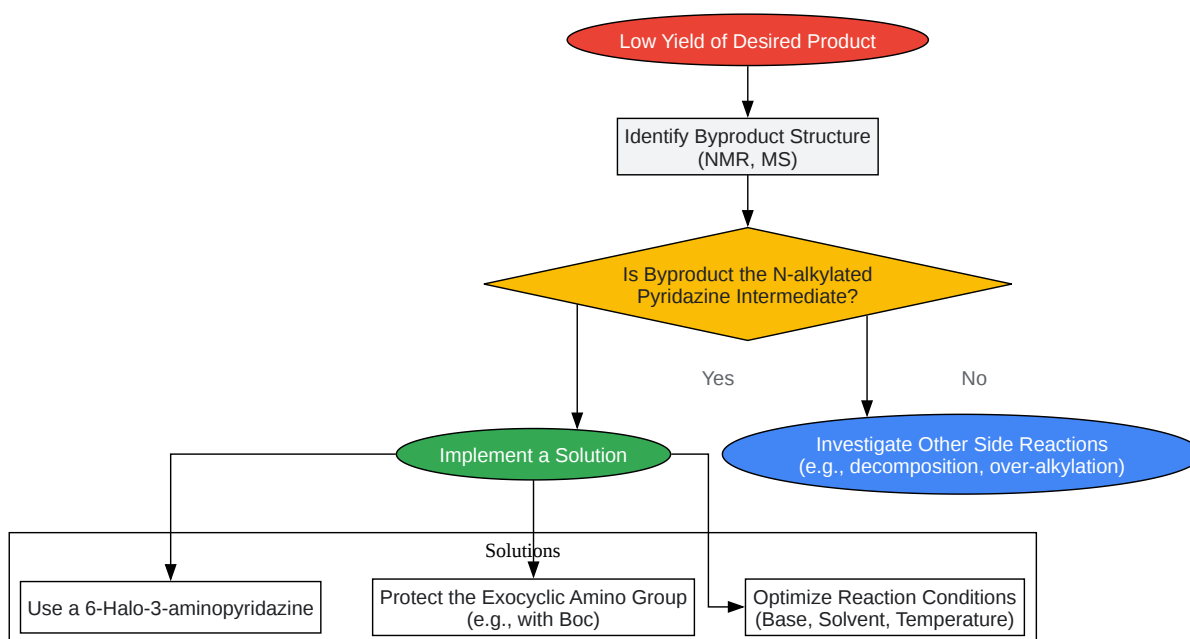 Low Yield of Desired Product
Identify Byproduct Structure
(NMR, MS)
Is Byproduct the N-alkylated
Pyridazine Intermediate?
Yes
No
Implement a Solution
Investigate Other Side Reactions
(e.g., decomposition, over-alkylation)
Solutions
Use a 6-Halo-3-aminopyridazine
Protect the Exocyclic Amino Group
(e.g., with Boc)
Optimize Reaction Conditions
(Base, Solvent, Temperature)